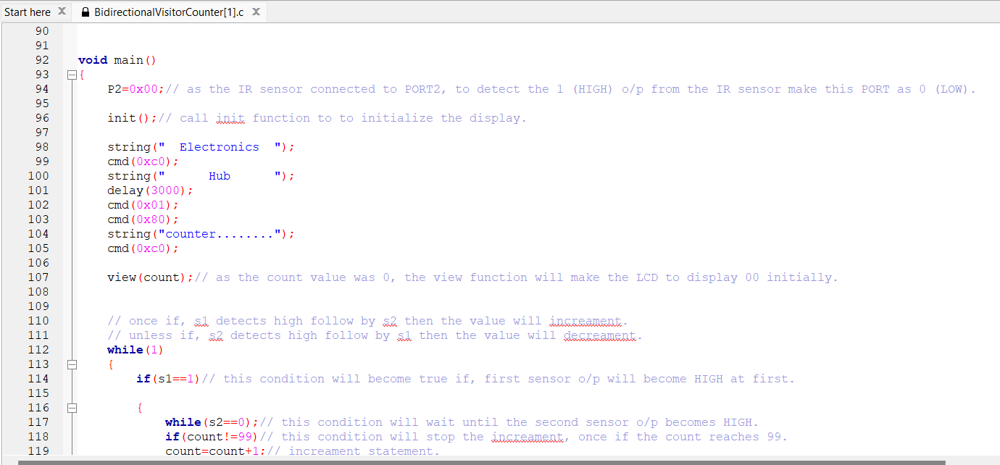 Start here
BidirectionalVisitorCounter[1].c
90
91
92 void main()
93 {
94 P2=0x00;// as the IR sensor connected to PORT2, to detect the 1 (HIGH) o/p from the IR sensor make this PORT as 0 (LOW).
95
96 init();// call init function to to initialize the display.
97
98 string("  Electronics  ");
99 cmd(0xc0);
100 string("      Hub      ");
101 delay(3000);
102 cmd(0x01);
103 cmd(0x80);
104 string("counter........");
105 cmd(0xc0);
106
107 view(count);// as the count value was 0, the view function will make the LCD to display 00 initially.
108
109
110 // once if, s1 detects high follow by s2 then the value will increament.
111 // unless if, s2 detects high follow by s1 then the value will decreament.
112 while(1)
113 {
114 if(s1==1)// this condition will become true if, first sensor o/p will become HIGH at first.
115
116 {
117 while(s2==0);// this condition will wait until the second sensor o/p becomes HIGH.
118 if(count!=99)// this condition will stop the increament, once if the count reaches 99.
119 count=count+1;// increament statement.